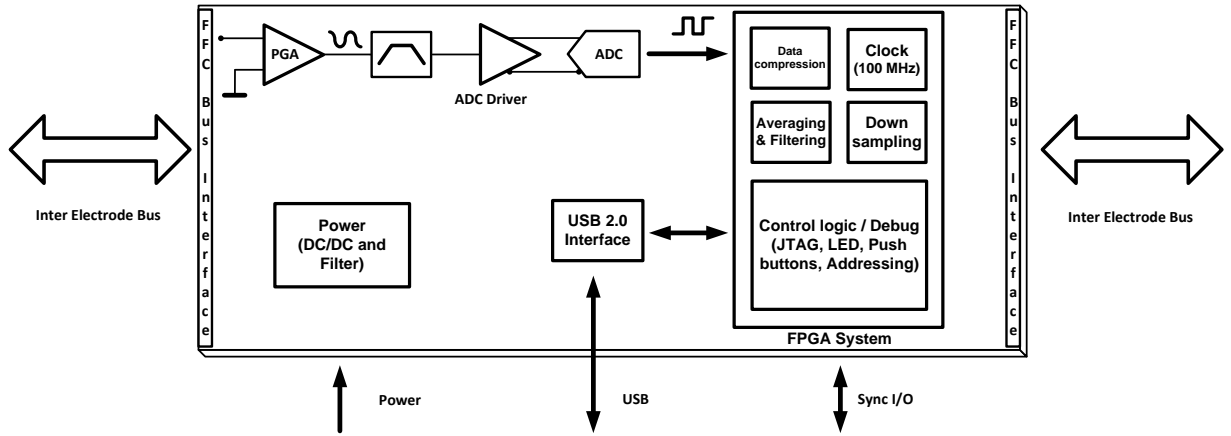 FFC Bus Interface
PGA
ADC Driver
ADC
Data
compression
Clock
(100 MHz)
Averaging
& Filtering
Down
sampling
Control logic / Debug
(JTAG, LED, Push
buttons, Addressing)
FPGA System
USB 2.0
Interface
Power
(DC/DC and
Filter)
FFC Bus Interface
Inter Electrode Bus
Inter Electrode Bus
Power
USB
Sync I/O